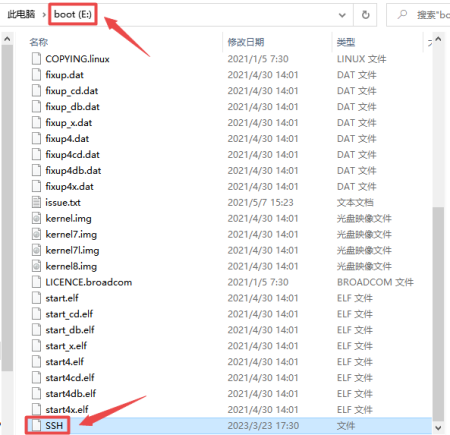 此电脑 > boot (E:)
搜索"bo
名称 修改日期 类型 大
COPYING.linux 2021/1/5 7:30 LINUX 文件
fixup.dat 2021/4/30 14:01 DAT 文件
fixup_cd.dat 2021/4/30 14:01 DAT 文件
fixup_db.dat 2021/4/30 14:01 DAT 文件
fixup_x.dat 2021/4/30 14:01 DAT 文件
fixup4.dat 2021/4/30 14:01 DAT 文件
fixup4cd.dat 2021/4/30 14:01 DAT 文件
fixup4db.dat 2021/4/30 14:01 DAT 文件
fixup4x.dat 2021/4/30 14:01 DAT 文件
issue.txt 2021/5/7 15:23 文本文档
kernel.img 2021/4/30 14:01 光盘映像文件
kernel7.img 2021/4/30 14:01 光盘映像文件
kernel7l.img 2021/4/30 14:01 光盘映像文件
kernel8.img 2021/4/30 14:01 光盘映像文件
LICENCE.broadcom 2021/1/5 7:30 BROADCOM 文件
start.elf 2021/4/30 14:01 ELF 文件
start_cd.elf 2021/4/30 14:01 ELF 文件
start_db.elf 2021/4/30 14:01 ELF 文件
start_x.elf 2021/4/30 14:01 ELF 文件
start4.elf 2021/4/30 14:01 ELF 文件
start4cd.elf 2021/4/30 14:01 ELF 文件
start4db.elf 2021/4/30 14:01 ELF 文件
start4x.elf 2021/4/30 14:01 ELF 文件
SSH 2023/3/23 17:30 文件